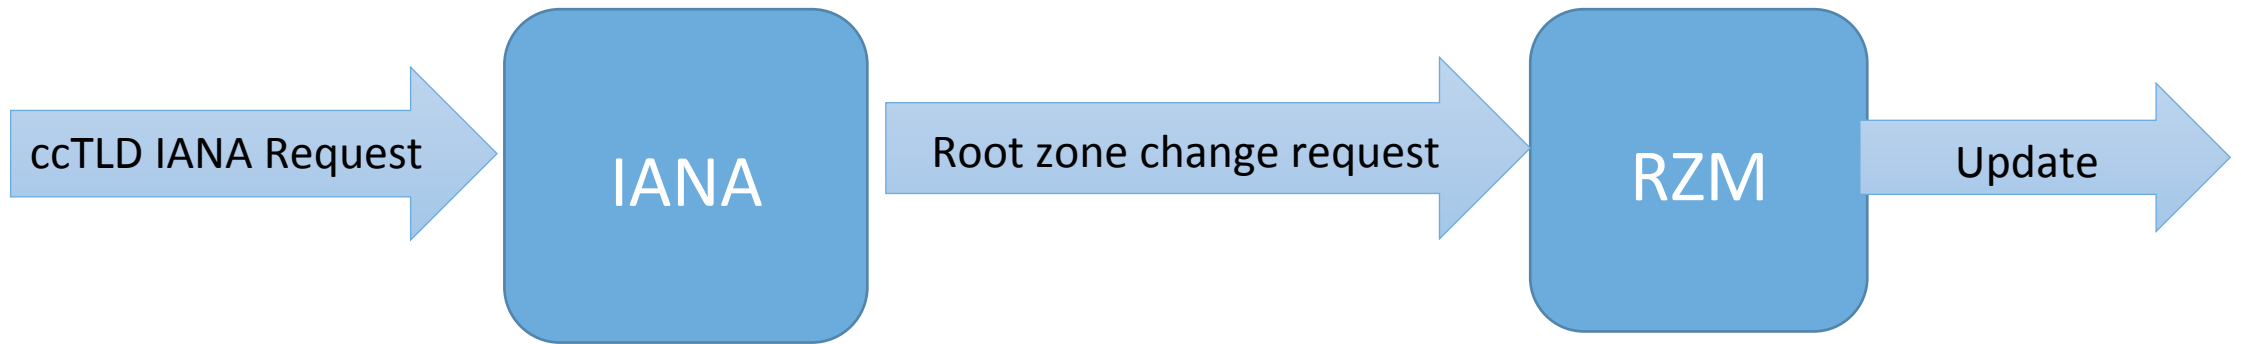 ccTLD IANA Request
IANA
Root zone change request
RZM
Update